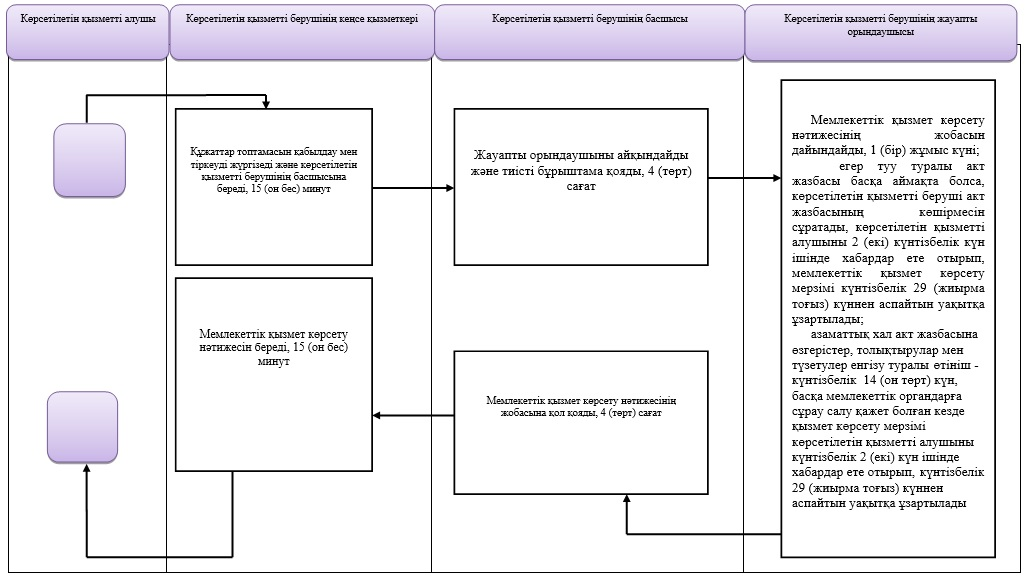 Көрсетілетін қызметті алушы
Көрсетілетін қызметті берушінің кеңсе қызметкері
Көрсетілетін қызметті берушінің басшысы
Көрсетілетін қызметті берушінің жауапты
орындаушысы
Құжаттар топтамасын қабылдау мен
тіркеуді жүргізеді және көрсетілетін
қызметті берушінің басшысына
береді, 15 (он бес) минут
Жауапты орындаушыны айқындайды
және тиісті бұрыштама қояды, 4 (төрт)
сағат
Мемлекеттік қызмет көрсету
нәтижесінің жобасын
дайындайды, 1 (бір) жұмыс күні;
егер туу туралы акт
жазбасы басқа аймақта болса,
көрсетілетін қызметті беруші акт
жазбасының көшірмесін
сұратады, көрсетілетін қызметті
алушыны 2 (екі) күнтізбелік күн
ішінде хабардар ете отырып,
мемлекеттік қызмет көрсету
мерзімі күнтізбелік 29 (жиырма
тоғыз) күннен аспайтын уақытқа
ұзартылады;
азаматтық хал акт жазбасына
өзгерістер, толықтырулар мен
түзетулер енгізу туралы өтініш -
күнтізбелік 14 (он төрт) күн,
басқа мемлекеттік органдарға
сұрау салу қажет болған кезде
қызмет көрсету мерзімі
көрсетілетін қызметті алушыны
күнтізбелік 2 (екі) күн ішінде
хабардар ете отырып, күнтізбелік
29 (жиырма тоғыз) күннен
аспайтын уақытқа ұзартылады
Мемлекеттік қызмет көрсету
нәтижесін береді, 15 (он бес)
минут
Мемлекеттік қызмет көрсету нәтижесінің
жобасына қол қояды, 4 (төрт) сағат